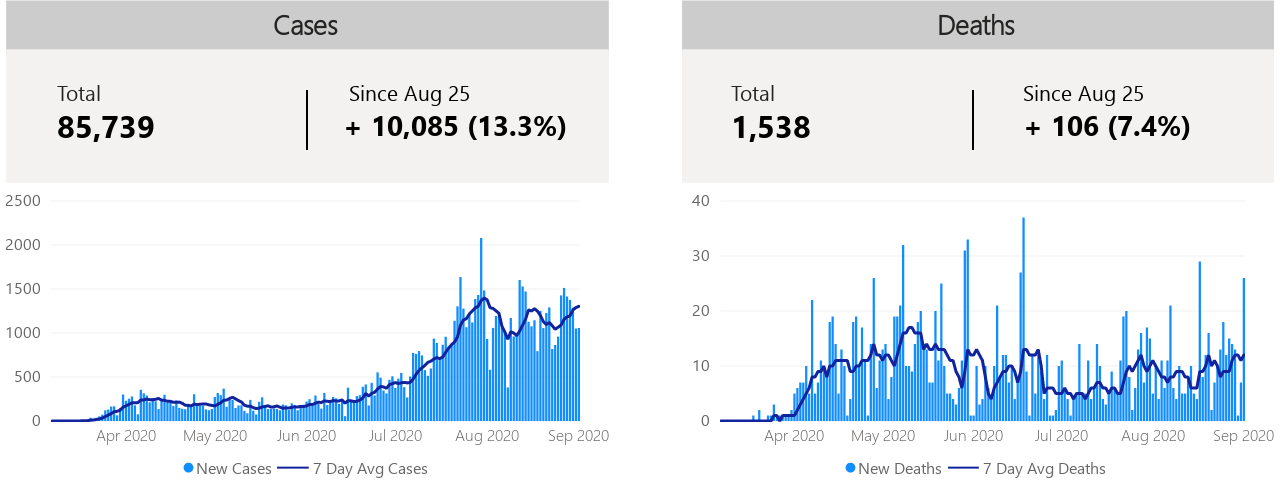 Cases
Total
Since Aug 25
85,739
+ 10,085 (13.3%)
2500
2000
1500
1000
500
0
Apr 2020 May 2020 Jun 2020 Jul 2020 Aug 2020 Sep 2020
New Cases 7 Day Avg Cases
Deaths
Total
Since Aug 25
1,538
+ 106 (7.4%)
40
30
20
10
0
Apr 2020 May 2020 Jun 2020 Jul 2020 Aug 2020 Sep 2020
New Deaths 7 Day Avg Deaths